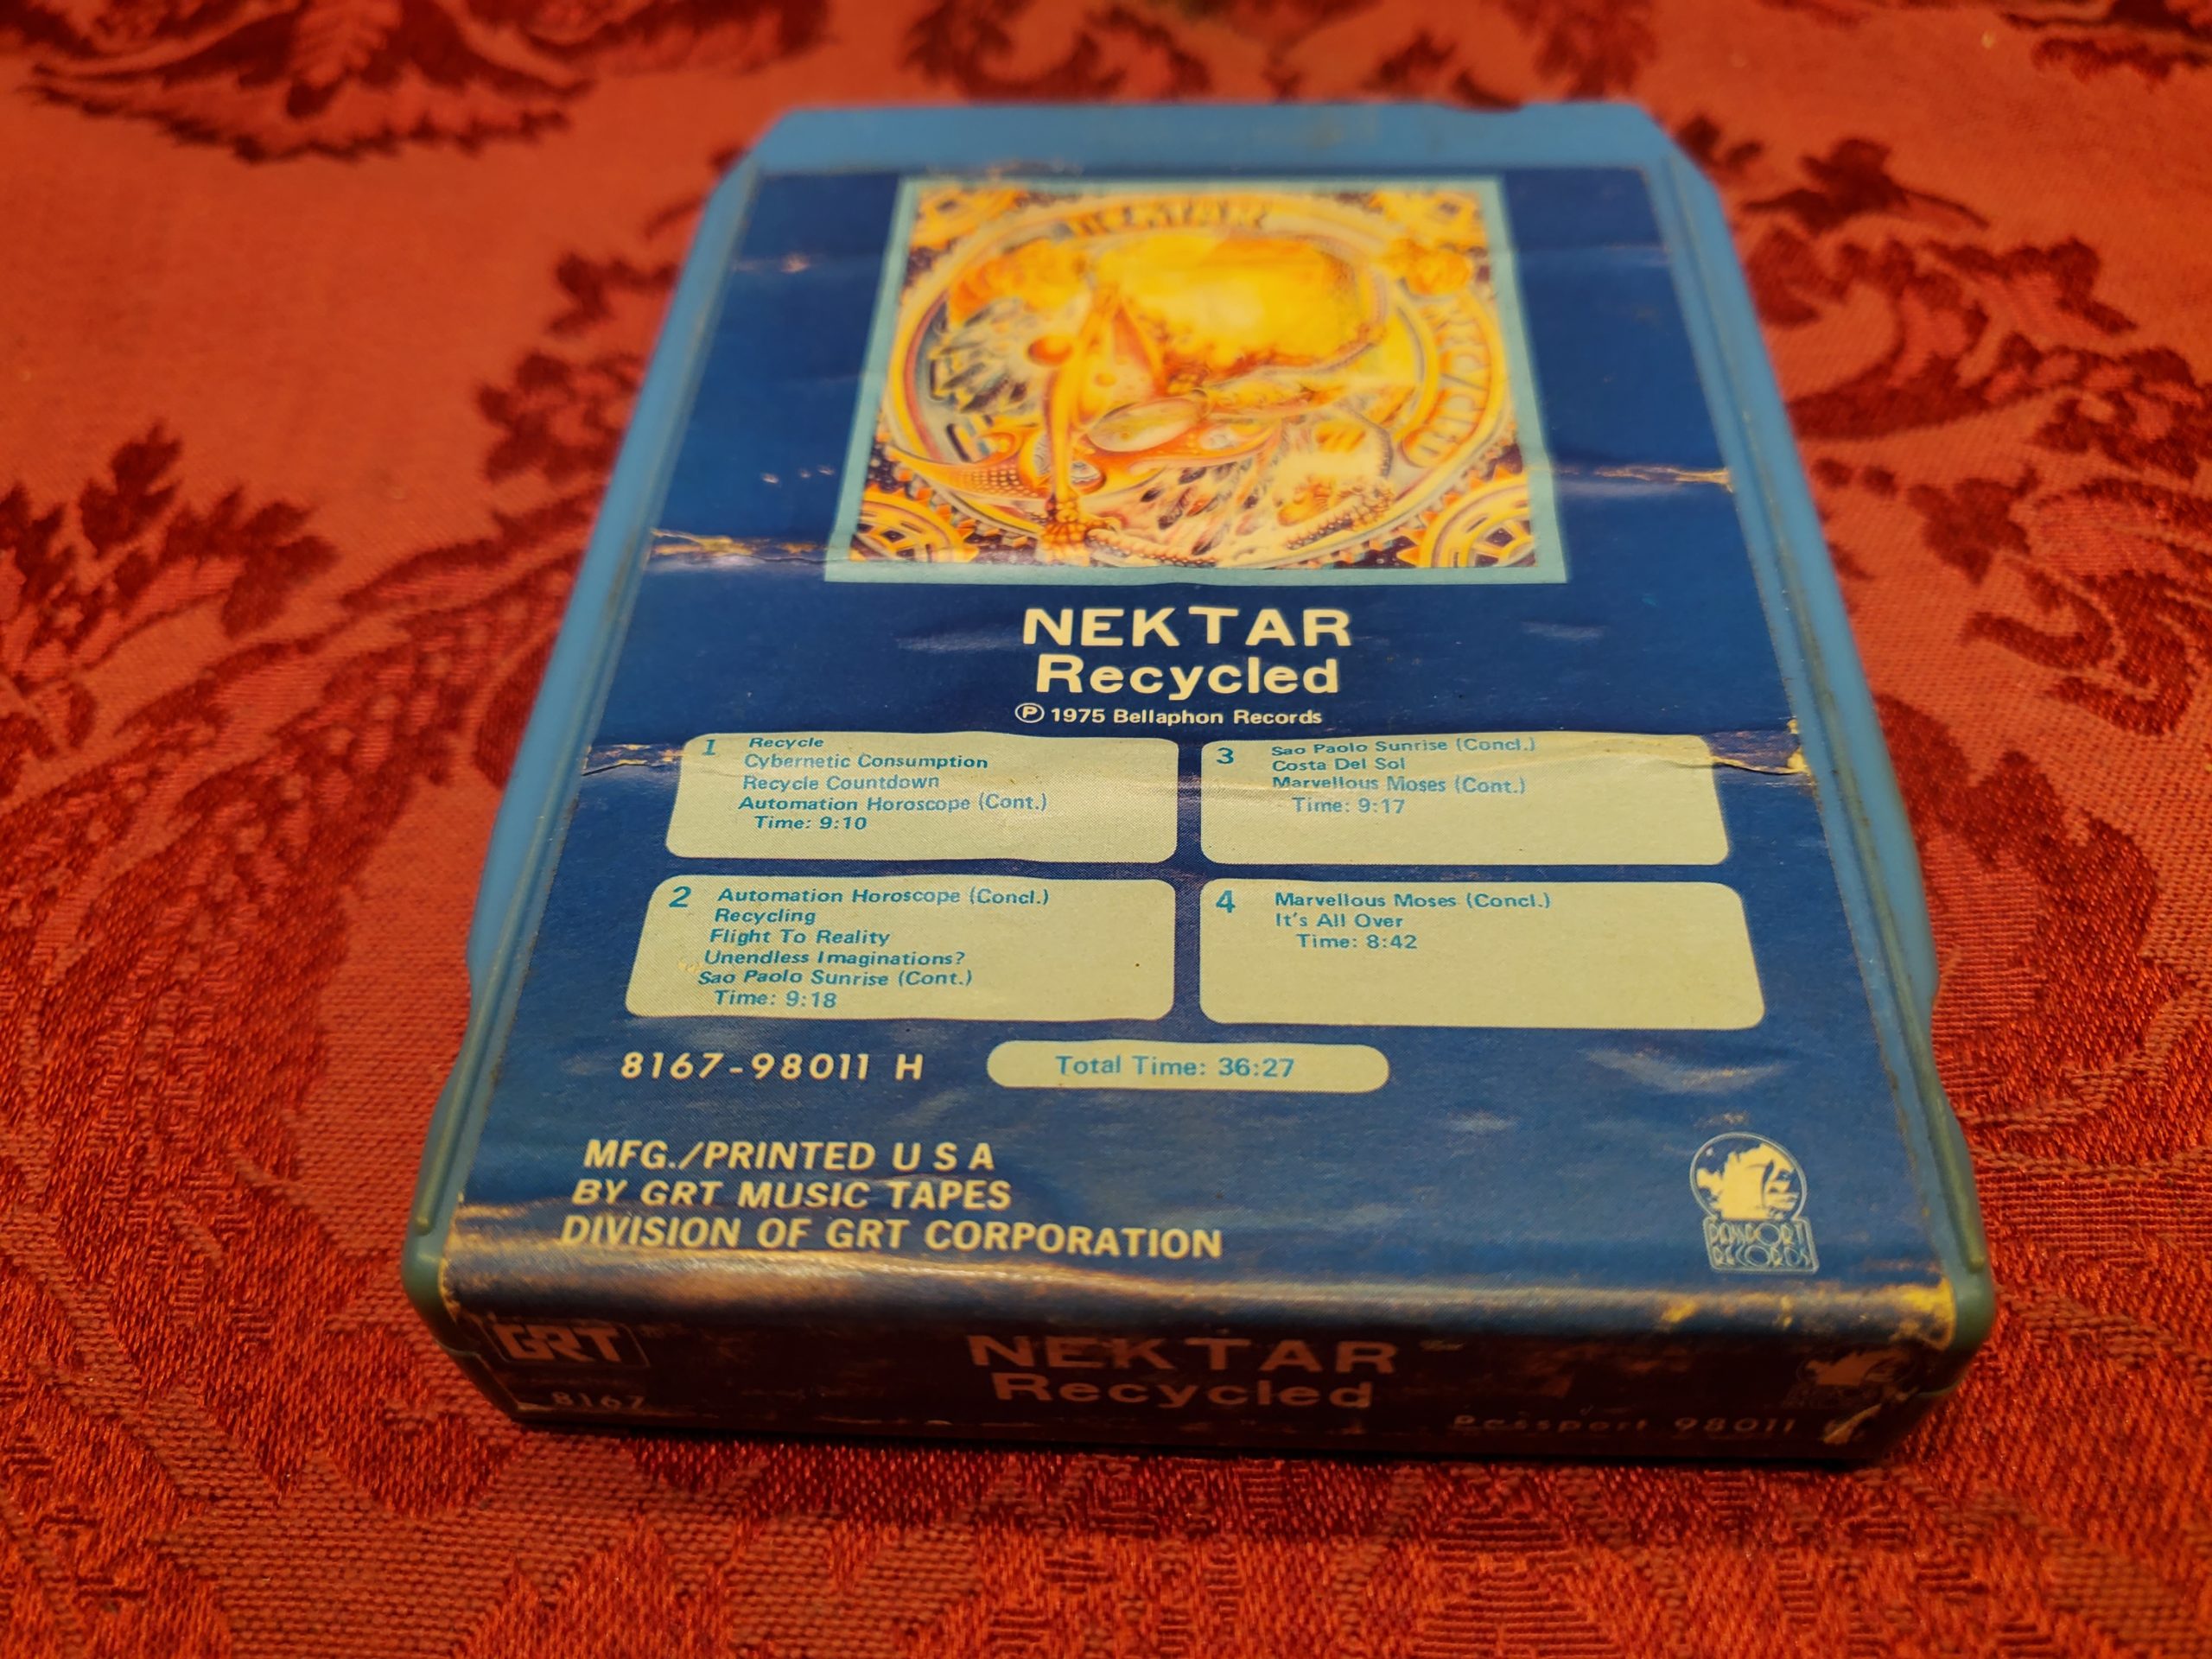 NEKTAR
RECYCLED
NEKTAR
Recycled
Ⓟ 1975 Bellaphon Records
1 Recycle
Cybernetic Consumption
Recycle Countdown
Automation Horoscope (Cont.)
Time: 9:10
2 Automation Horoscope (Concl.)
Recycling
Flight To Reality
Unendless Imaginations?
Sao Paolo Sunrise (Cont.)
Time: 9:18
3 Sao Paolo Sunrise (Concl.)
Costa Del Sol
Marvellous Moses (Cont.)
Time: 9:17
4 Marvellous Moses (Concl.)
It's All Over
Time: 8:42
8167-98011 H
Total Time: 36:27
MFG./PRINTED U S A
BY GRT MUSIC TAPES
DIVISION OF GRT CORPORATION
PASSPORT
RECORDS
GRT
8167
NEKTAR
Recycled
Passport 98011 H